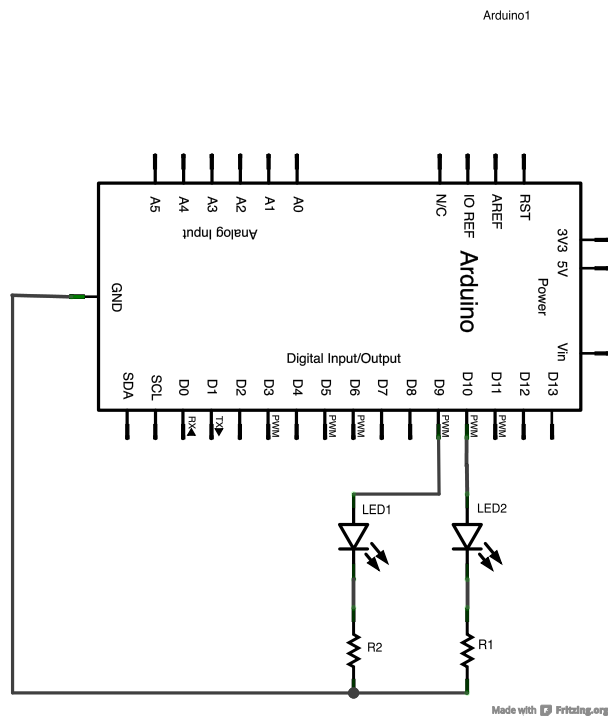 Arduino1
A5
A4
A3
A2
A1
A0
N/C
IO REF
AREF
RST
Analog Input
3V3
5V
Power
Vin
Arduino
GND
Digital Input/Output
SDA
SCL
D0
D1
D2
D3
D4
D5
D6
D7
D8
D9
D10
D11
D12
D13
RX
TX
PWM
PWM
PWM
PWM
PWM
PWM
LED1
LED2
R2
R1
Made with Fritzing.org